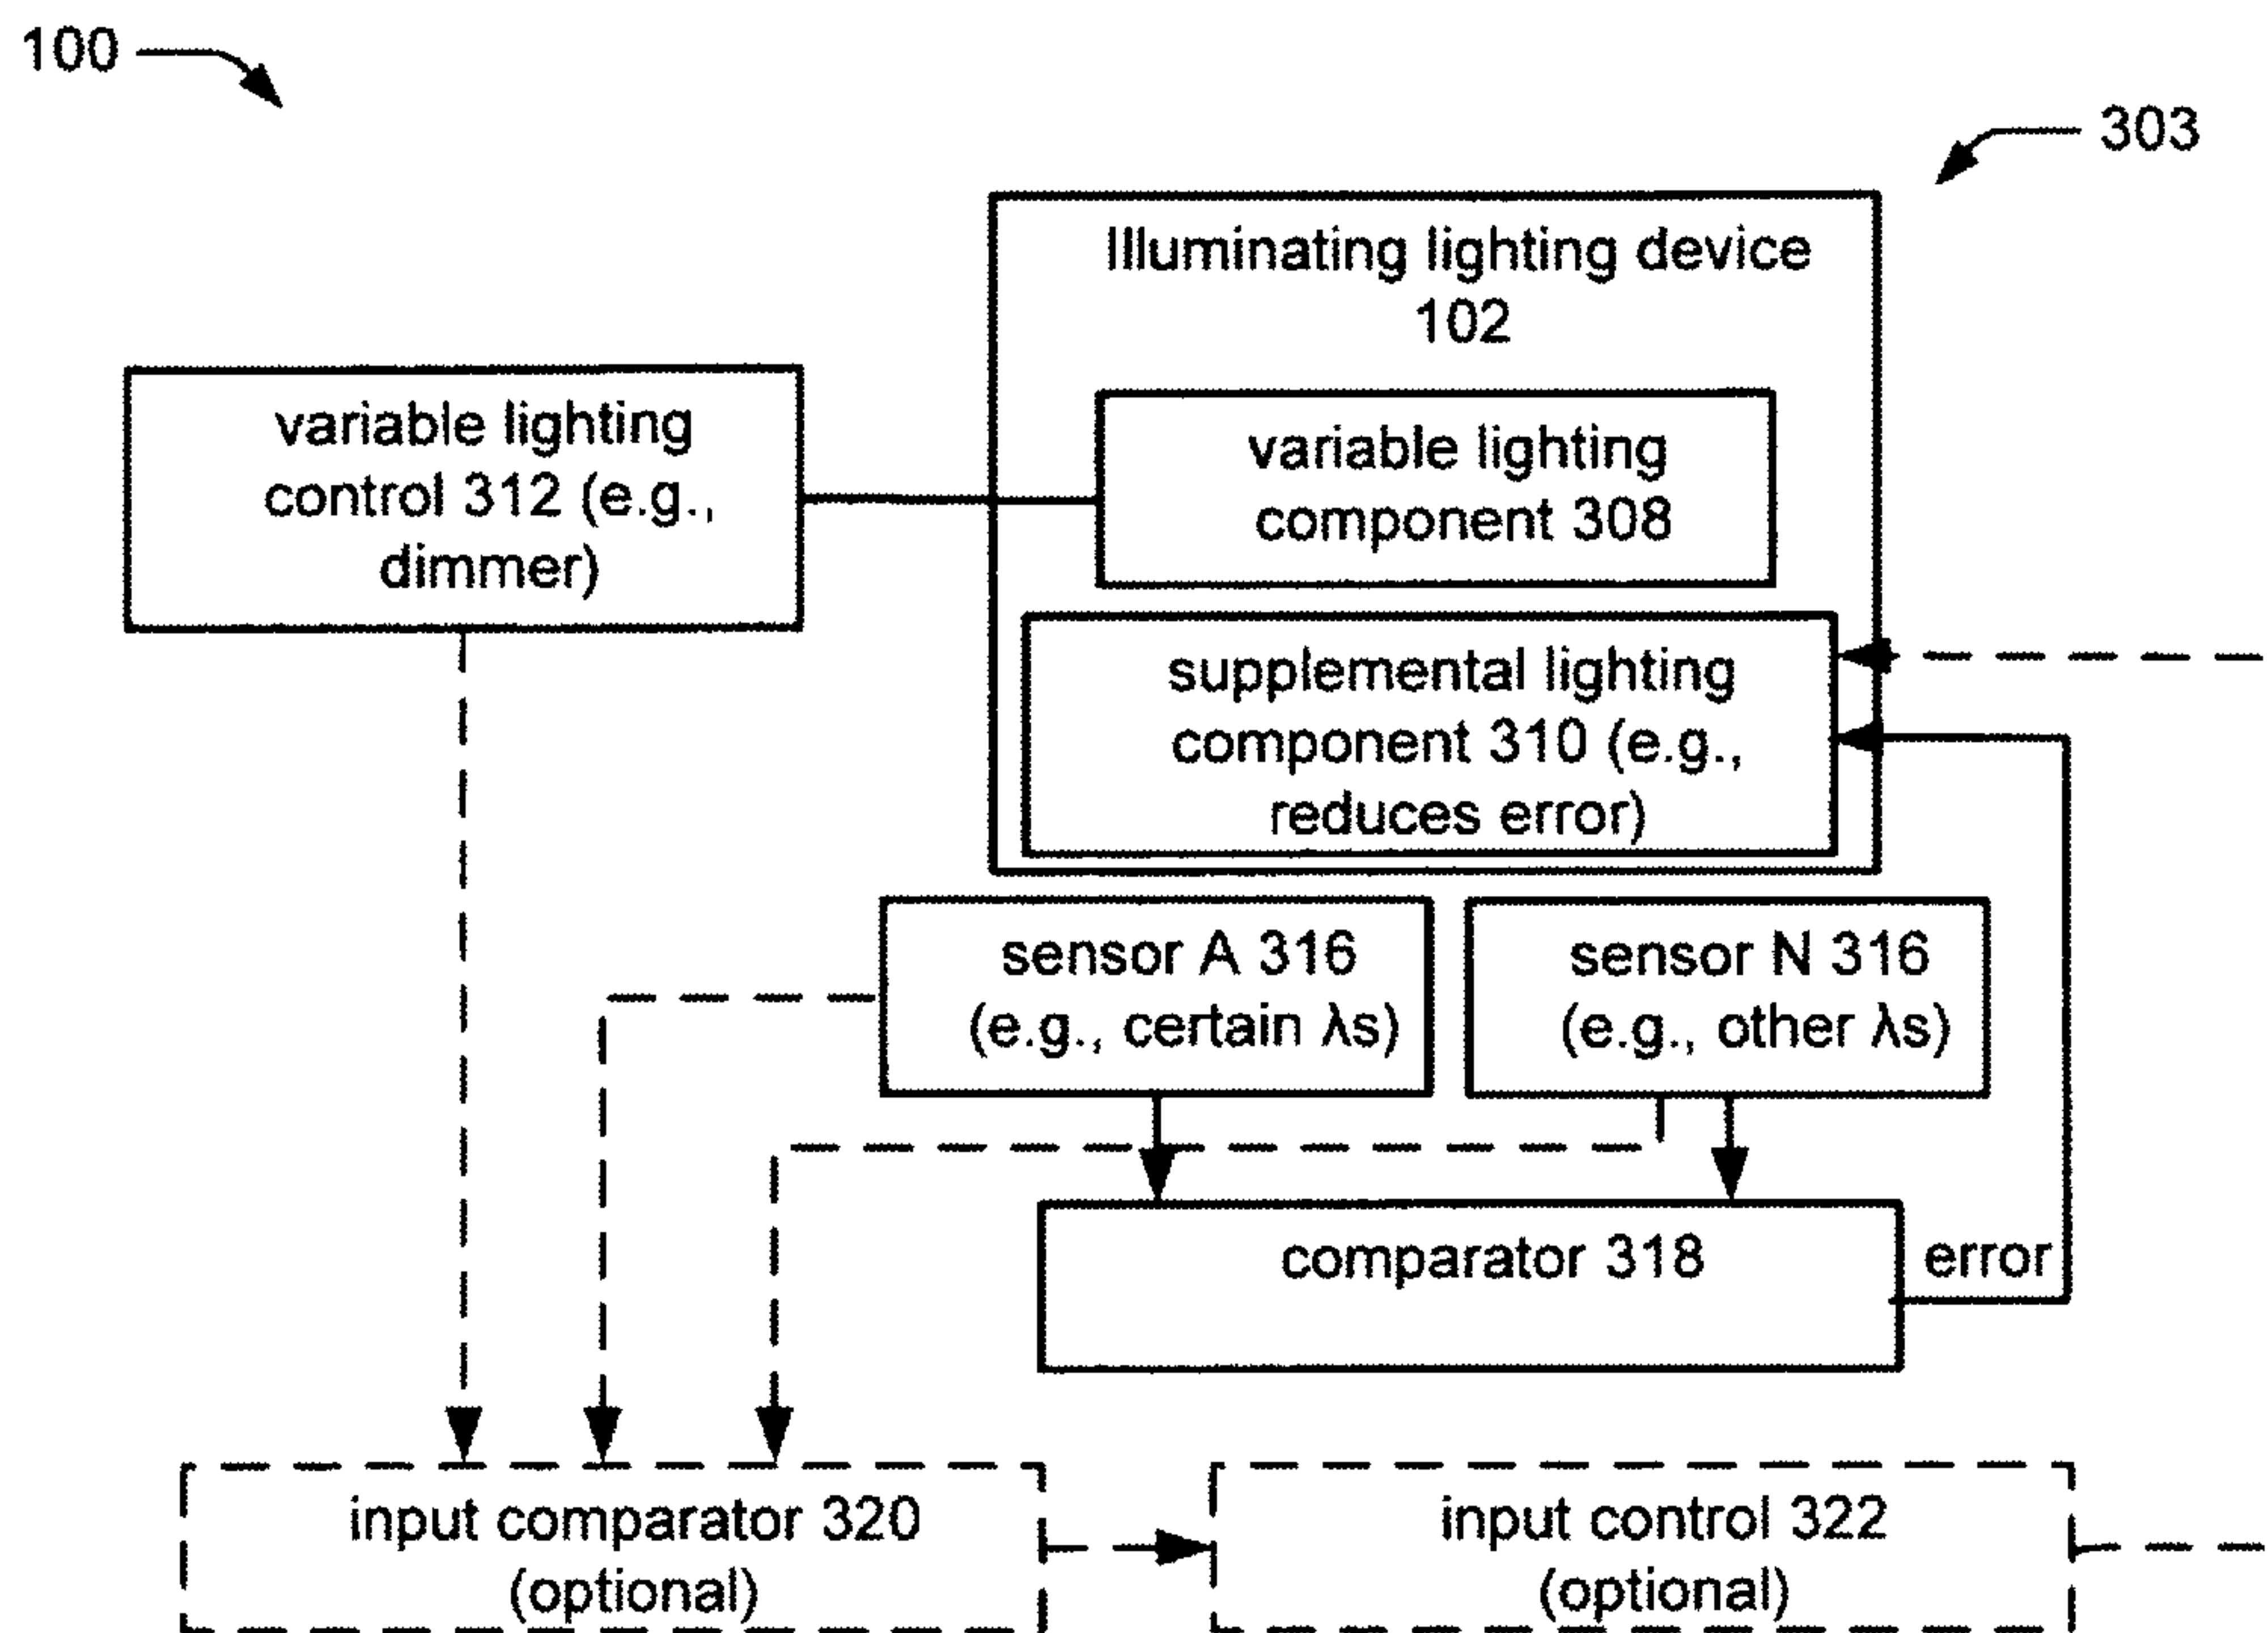 100
303
Illuminating lighting device
102
variable lighting
control 312 (e.g.,
dimmer)
variable lighting
component 308
supplemental lighting
component 310 (e.g.,
reduces error)
sensor A 316
(e.g., certain λs)
sensor N 316
(e.g., other λs)
comparator 318
error
input comparator 320
(optional)
input control 322
(optional)